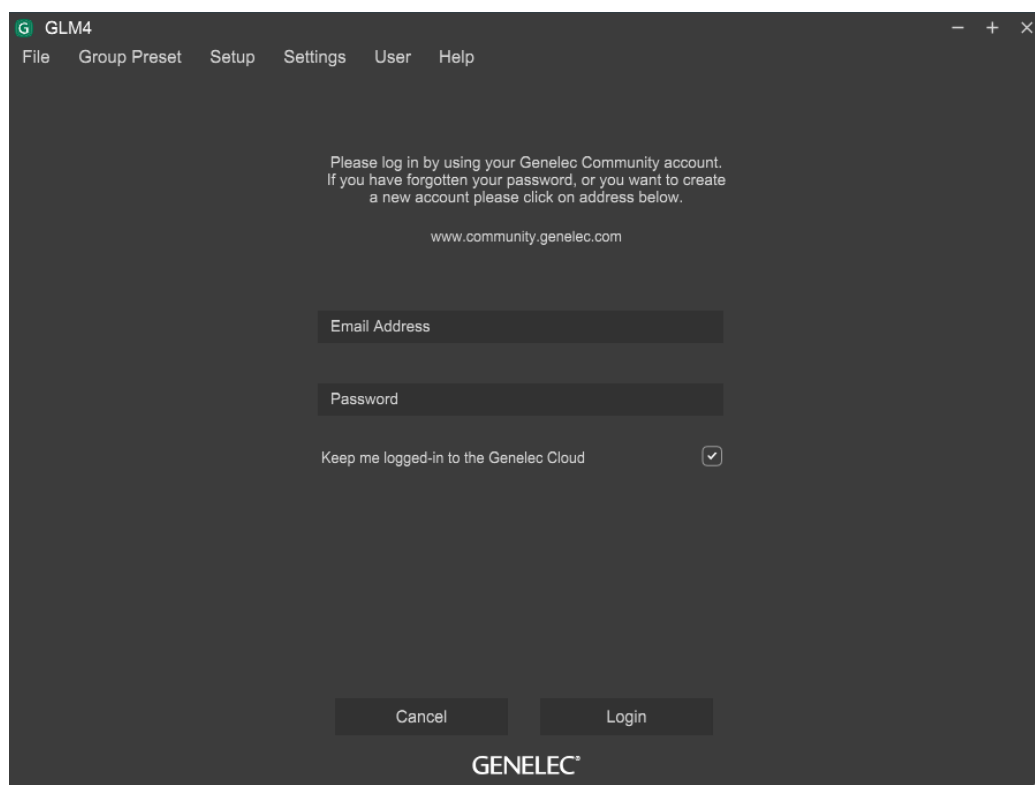 GLM4
File Group Preset Setup Settings User Help
Please log in by using your Genelec Community account.
If you have forgotten your password, or you want to create
a new account please click on address below.
www.community.genelec.com
Email Address
Password
Keep me logged-in to the Genelec Cloud
Cancel Login
GENELEC®